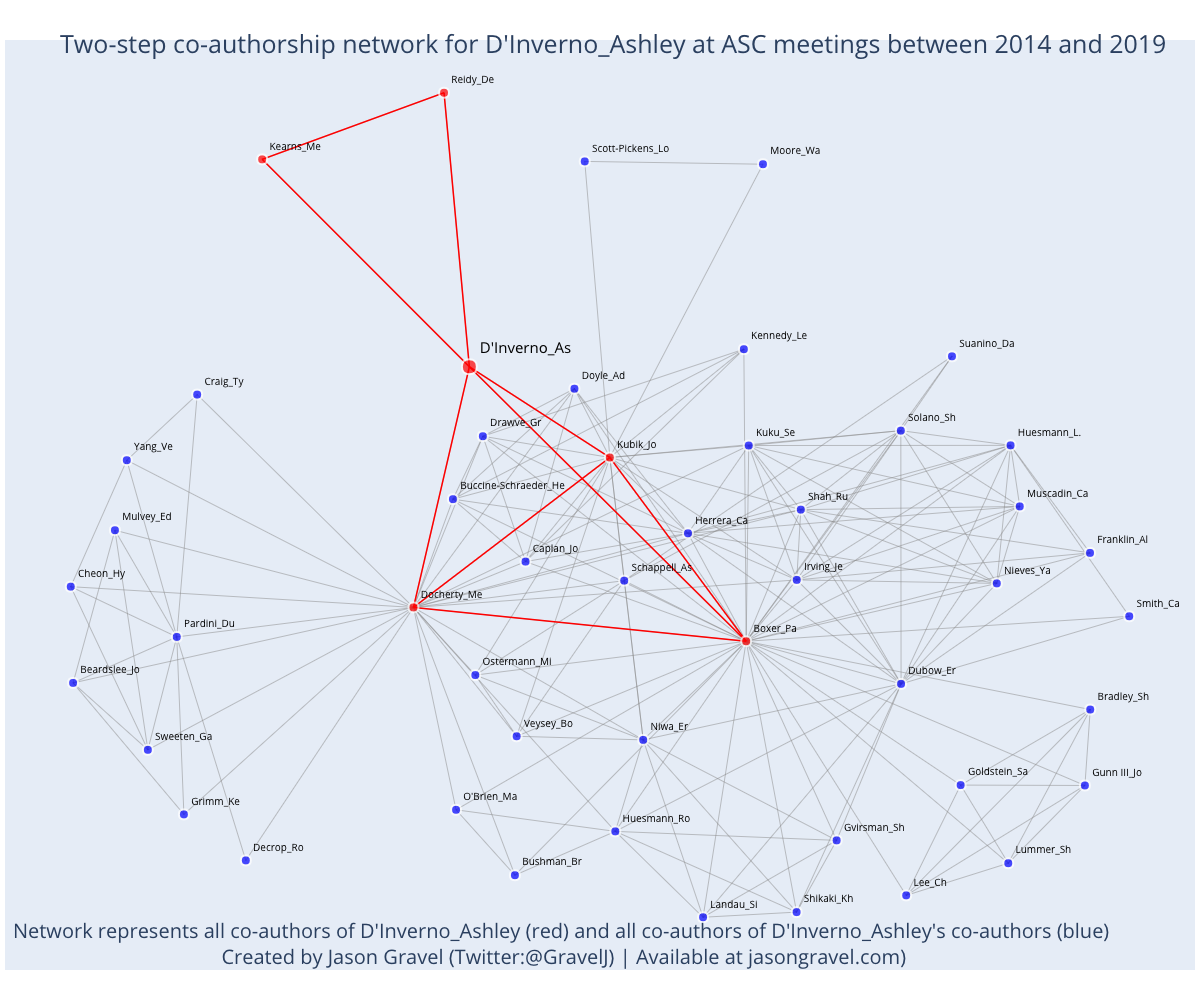 Two-step co-authorship network for D'Inverno_Ashley at ASC meetings between 2014 and 2019
Reidy_De
Kearns_Me
Scott-Pickens_Lo
Moore_Wa
Kennedy_Le
Suanino_Da
D'Inverno_As
Doyle_Ad
Craig_Ty
Drawve_Gr
Solano_Sh
Kuku_Se
Huesmann_L.
Kubik_Jo
Yang_Ve
Buccine-Schraeder_He
Muscadin_Ca
Shah_Ru
Mulvey_Ed
Herrera_Ca
Franklin_Al
Caplan_Jo
Cheon_Hy
Schappell_As
Irving_Je
Nieves_Ya
Docherty_Me
Smith_Ca
Pardini_Du
Boxer_Pa
Ostermann_Mi
Beardslee_Jo
Dubow_Er
Bradley_Sh
Veysey_Bo
Niwa_Er
Sweeten_Ga
Goldstein_Sa
Gunn III_Jo
O'Brien_Ma
Grimm_Ke
Huesmann_Ro
Gvirsman_Sh
Decrop_Ro
Lummer_Sh
Bushman_Br
Lee_Ch
Landau_Si
Shikaki_Kh
Network represents all co-authors of D'Inverno_Ashley (red) and all co-authors of D'Inverno_Ashley's co-authors (blue)
Created by Jason Gravel (Twitter:@GravelJ) | Available at jasongravel.com)